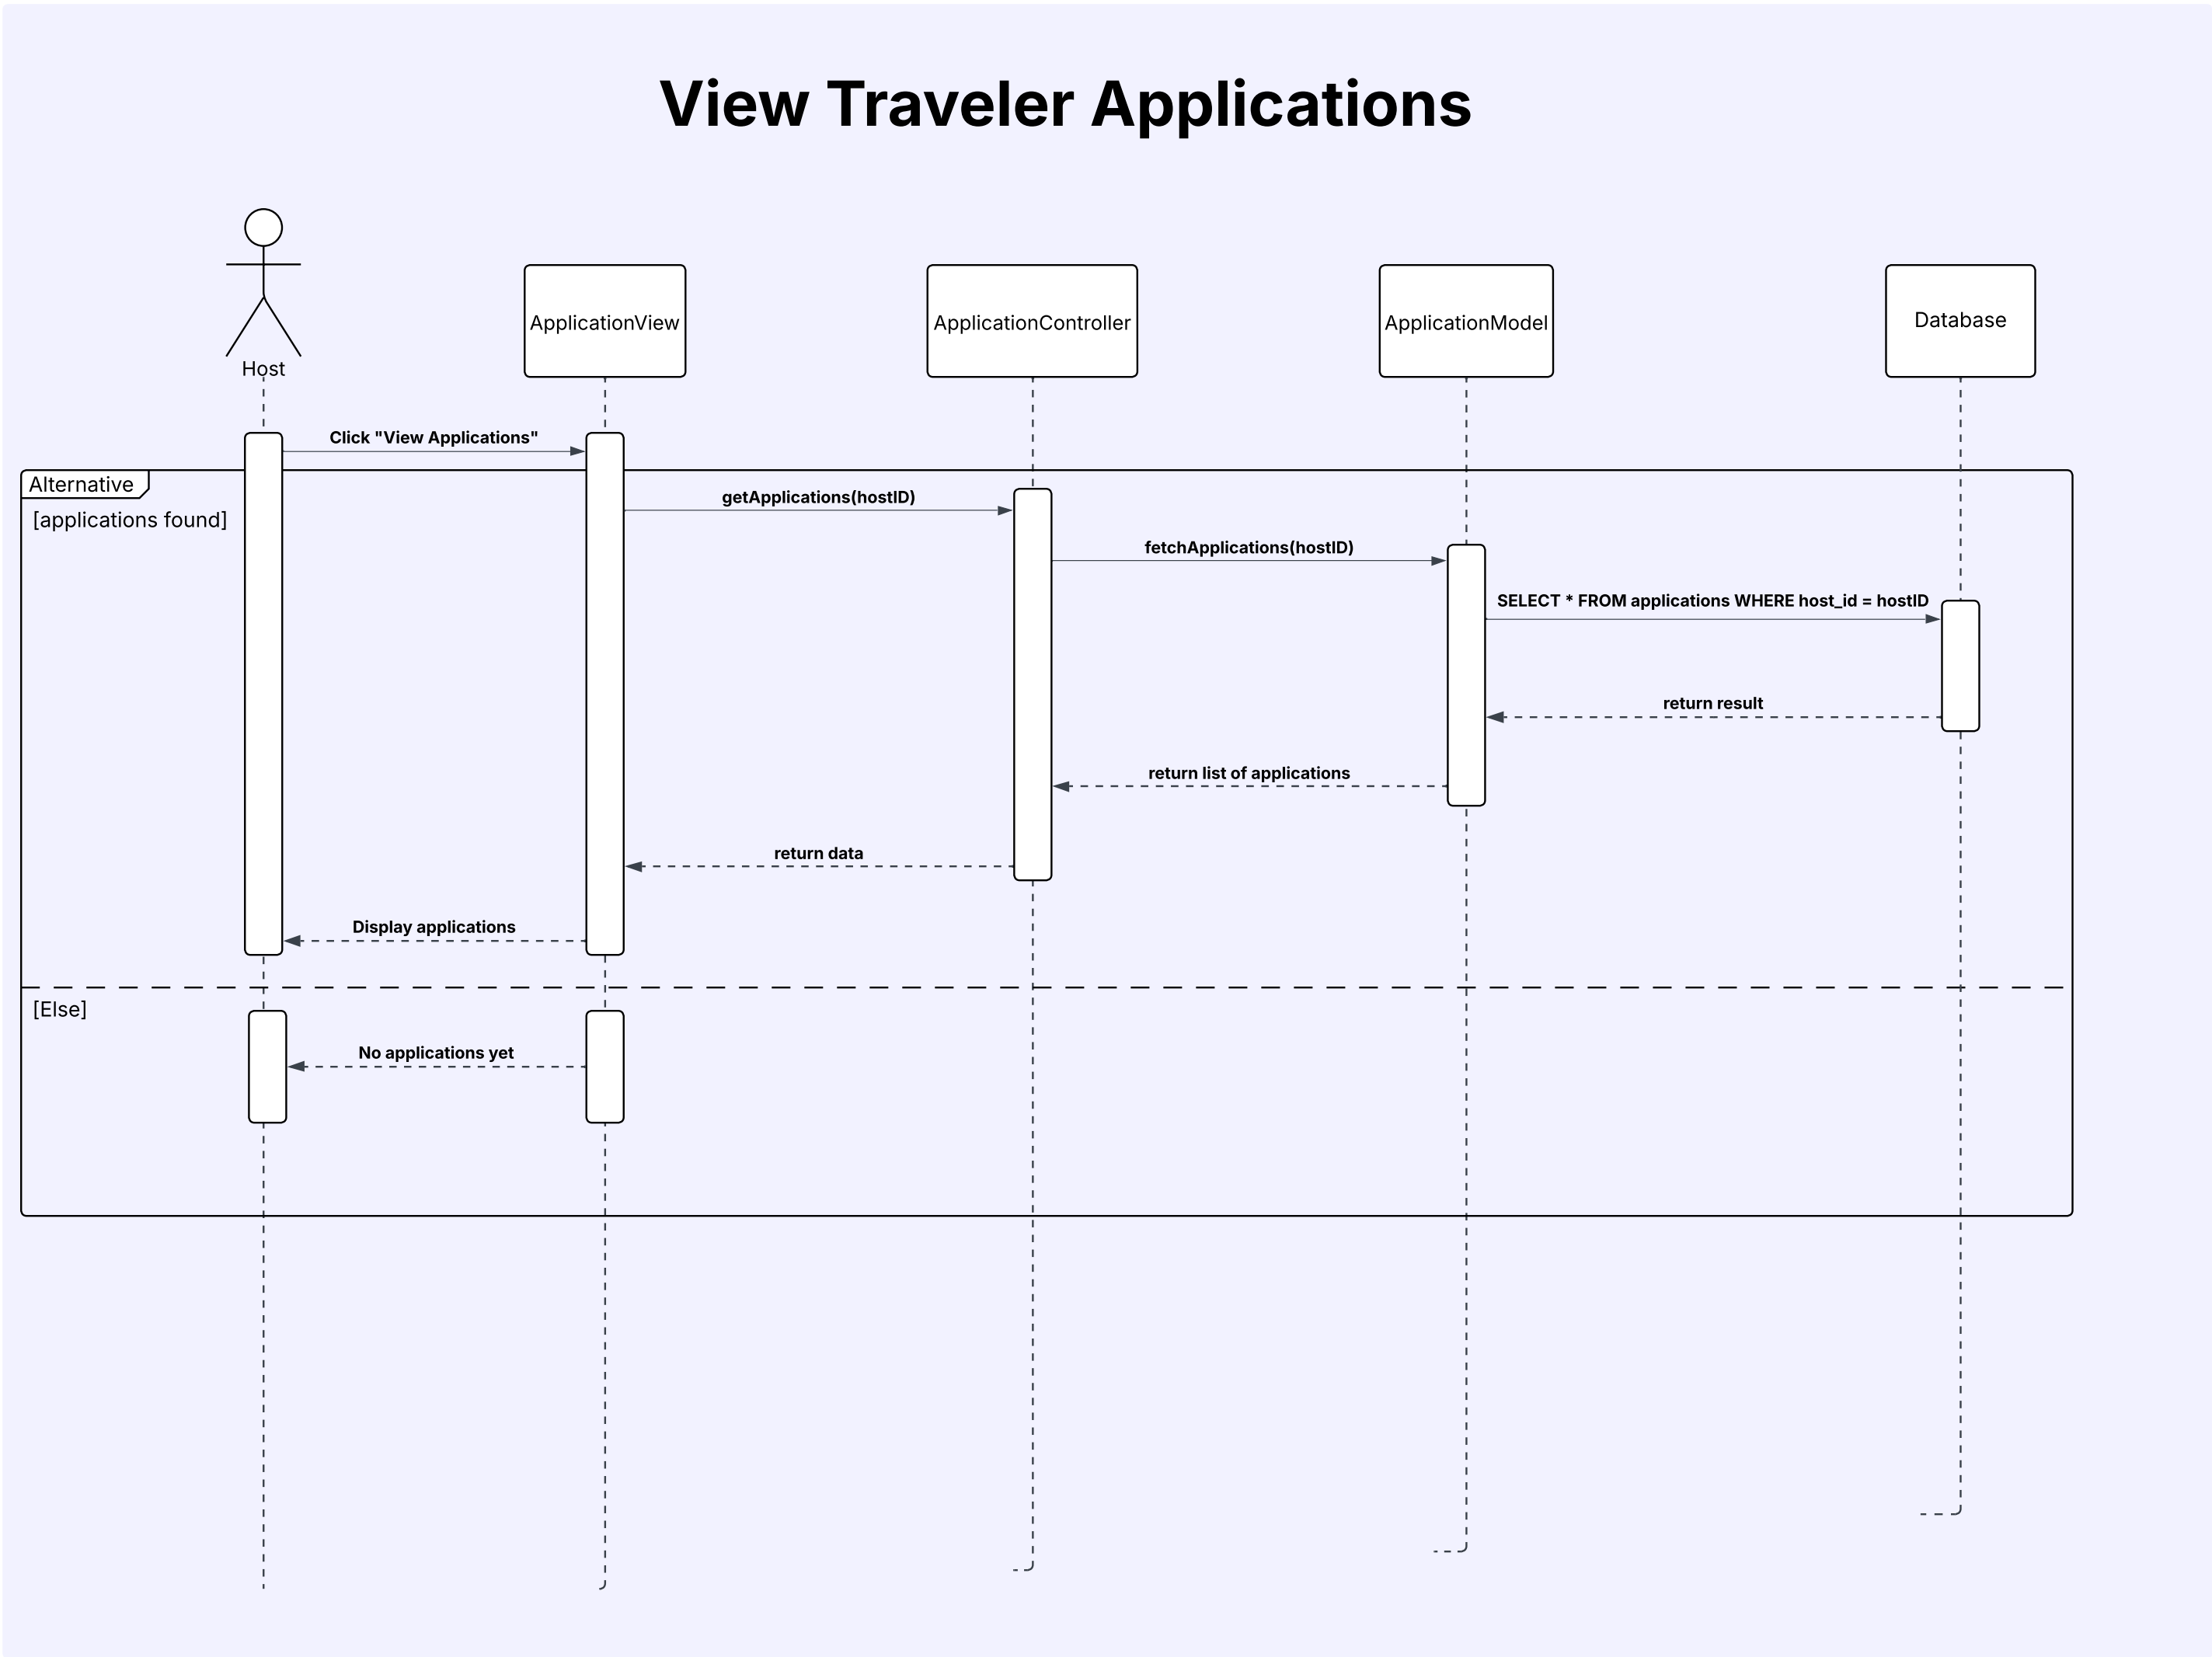 View Traveler Applications
Host
ApplicationView
ApplicationController
ApplicationModel
Database
Click "View Applications"
Alternative
[applications found]
getApplications(hostID)
fetchApplications(hostID)
SELECT * FROM applications WHERE host_id = hostID
return result
return list of applications
return data
Display applications
[Else]
No applications yet